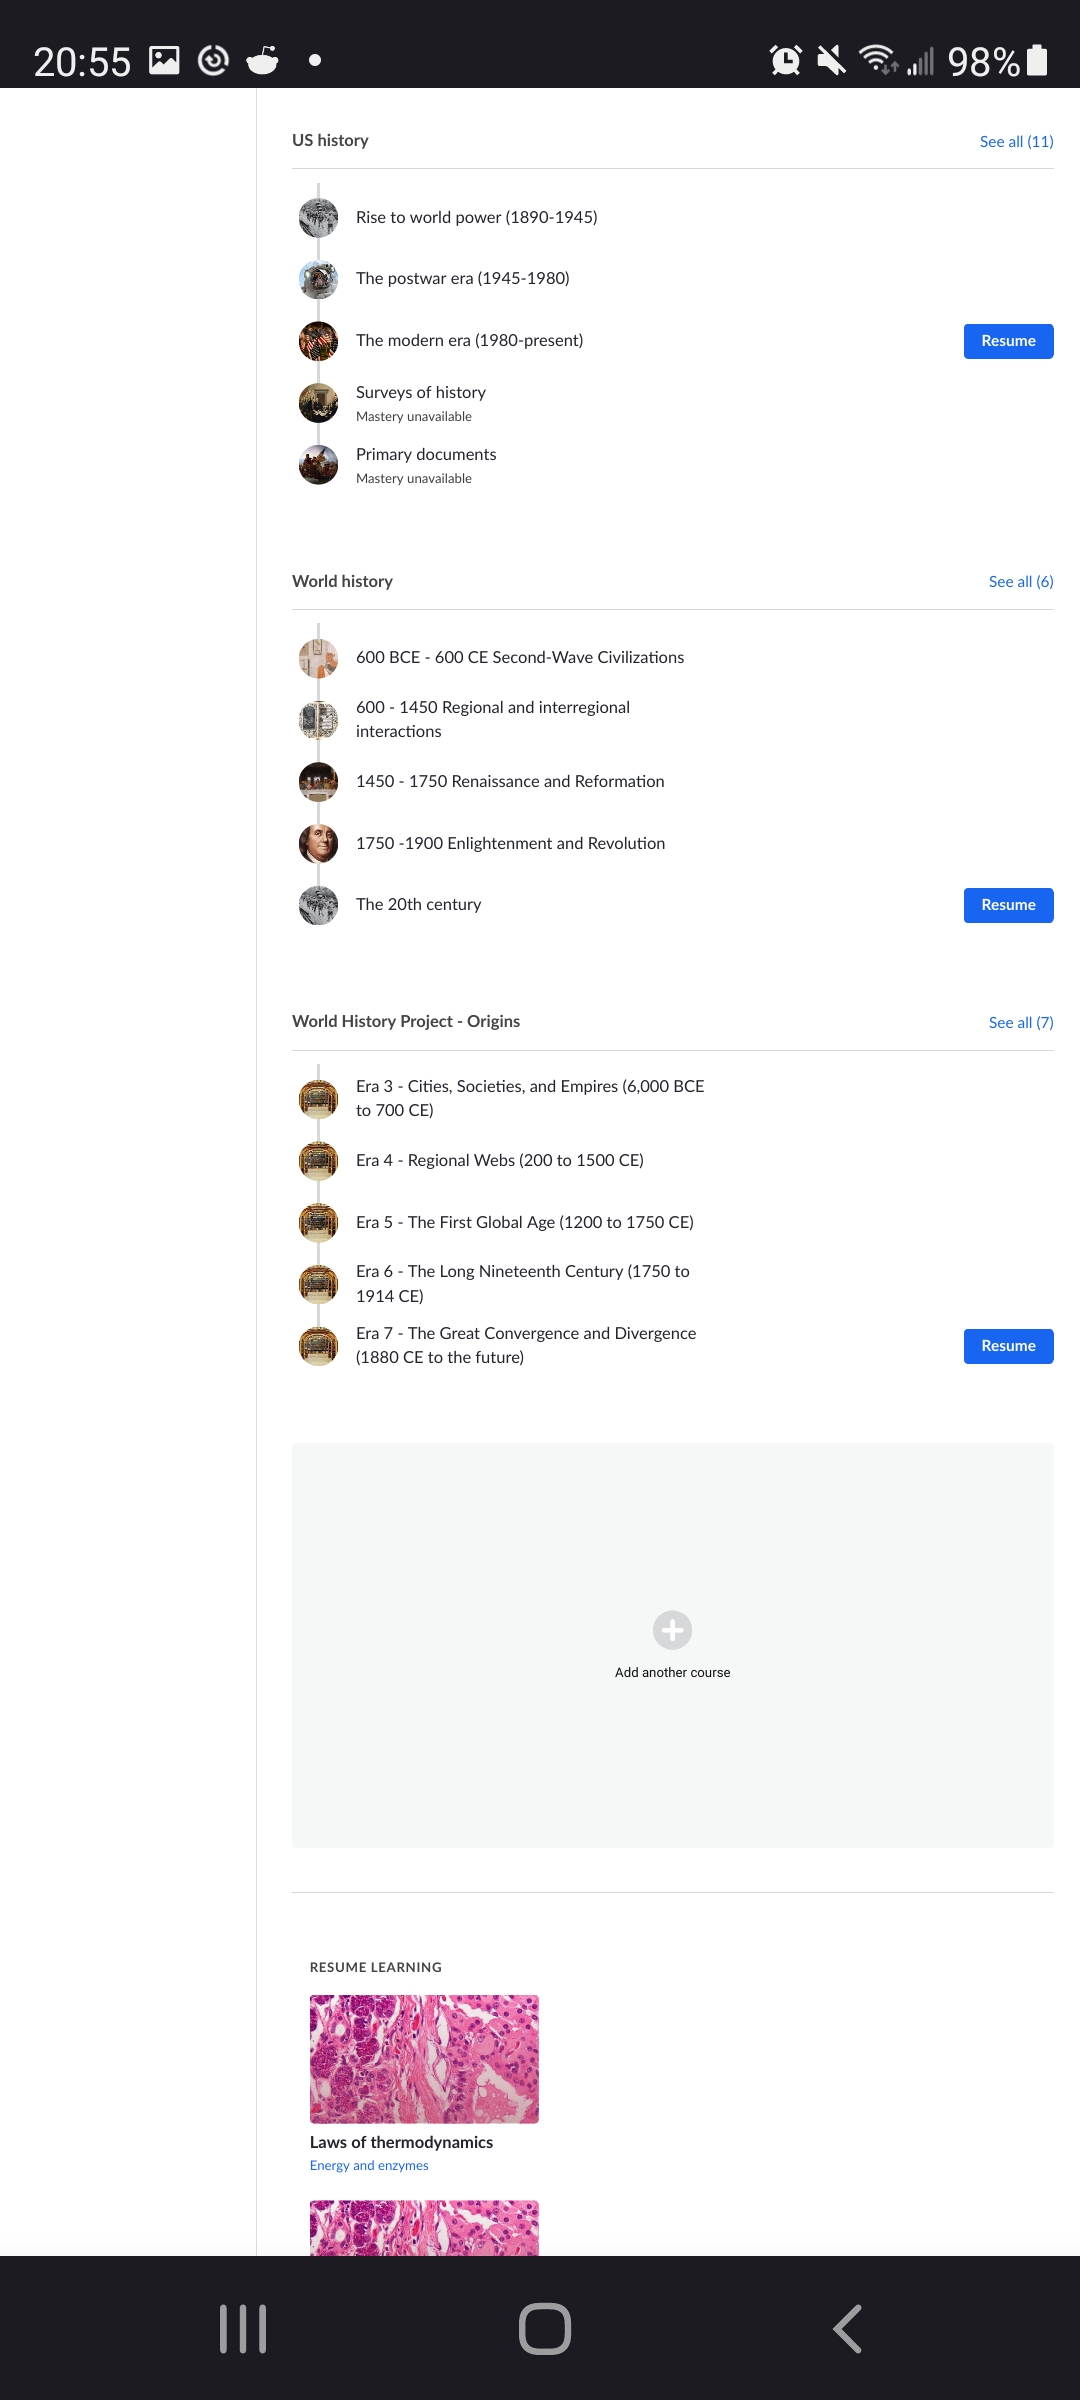 20:55
98%
US history
See all (11)
Rise to world power (1890-1945)
The postwar era (1945-1980)
The modern era (1980-present)
Resume
Surveys of history
Mastery unavailable
Primary documents
Mastery unavailable
World history
See all (6)
600 BCE - 600 CE Second-Wave Civilizations
600 - 1450 Regional and interregional
interactions
1450 - 1750 Renaissance and Reformation
1750 -1900 Enlightenment and Revolution
The 20th century
Resume
World History Project - Origins
See all (7)
Era 3 - Cities, Societies, and Empires (6,000 BCE
to 700 CE)
Era 4 - Regional Webs (200 to 1500 CE)
Era 5 - The First Global Age (1200 to 1750 CE)
Era 6 - The Long Nineteenth Century (1750 to
1914 CE)
Era 7 - The Great Convergence and Divergence
(1880 CE to the future)
Resume
Add another course
RESUME LEARNING
Laws of thermodynamics
Energy and enzymes